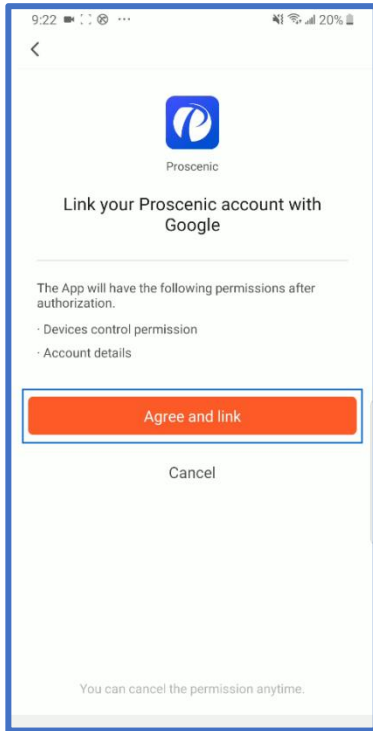 9:22 ...
20%
Proscenic
Link your Proscenic account with
Google
The App will have the following permissions after
authorization.
· Devices control permission
· Account details
Agree and link
Cancel
You can cancel the permission anytime.